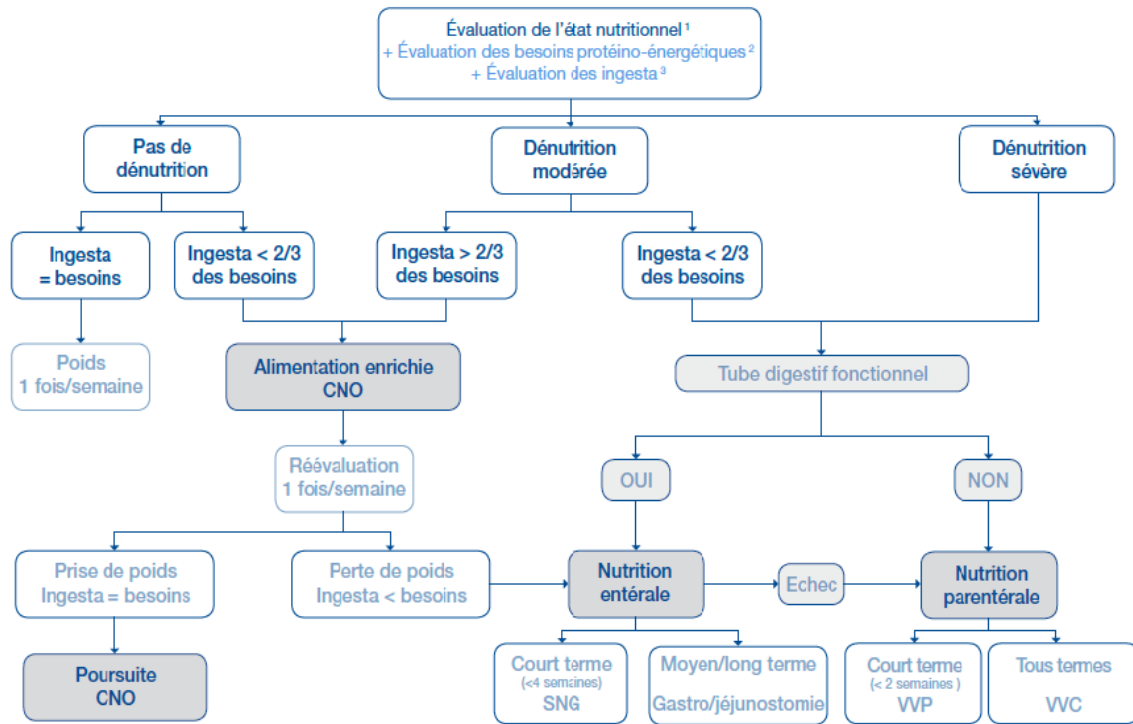 Évaluation de l'état nutritionnel ¹
+ Évaluation des besoins protéino-énergétiques ²
+ Évaluation des ingesta ³
Pas de
dénutrition
Dénutrition
modérée
Dénutrition
sévère
Ingesta
= besoins
Ingesta < 2/3
des besoins
Ingesta > 2/3
des besoins
Ingesta < 2/3
des besoins
Poids
1 fois/semaine
Alimentation enrichie
CNO
Tube digestif fonctionnel
Réévaluation
1 fois/semaine
OUI
NON
Prise de poids
Ingesta = besoins
Perte de poids
Ingesta < besoins
Nutrition
entérale
Echec
Nutrition
parentérale
Poursuite
CNO
Court terme
(<4 semaines)
SNG
Moyen/long terme
Gastro/jéjunostomie
Court terme
(< 2 semaines )
VVP
Tous termes
VVC